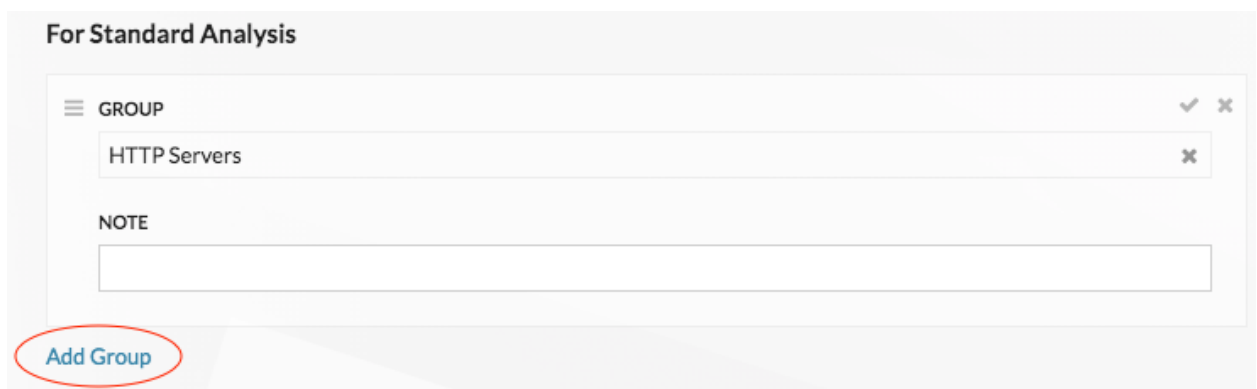 For Standard Analysis
GROUP
HTTP Servers
NOTE
Add Group